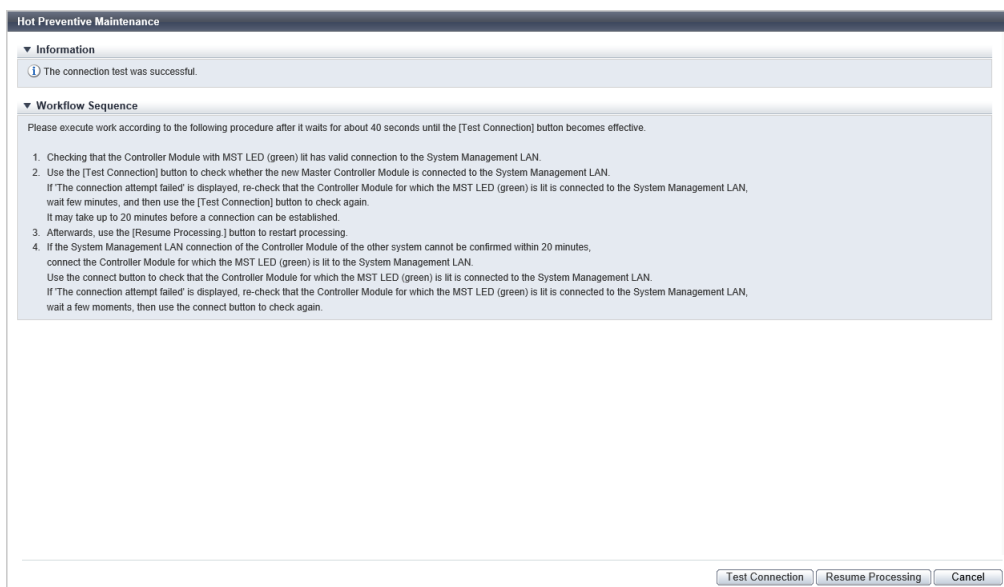 Hot Preventive Maintenance
▼ Information
The connection test was successful.
▼ Workflow Sequence
Please execute work according to the following procedure after it waits for about 40 seconds until the [Test Connection] button becomes effective.
1. Checking that the Controller Module with MST LED (green) lit has valid connection to the System Management LAN.
2. Use the [Test Connection] button to check whether the new Master Controller Module is connected to the System Management LAN.
If 'The connection attempt failed' is displayed, re-check that the Controller Module for which the MST LED (green) is lit is connected to the System Management LAN,
wait few minutes, and then use the [Test Connection] button to check again.
It may take up to 20 minutes before a connection can be established.
3. Afterwards, use the [Resume Processing.] button to restart processing.
4. If the System Management LAN connection of the Controller Module of the other system cannot be confirmed within 20 minutes,
connect the Controller Module for which the MST LED (green) is lit to the System Management LAN.
Use the connect button to check that the Controller Module for which the MST LED (green) is lit is connected to the System Management LAN.
If 'The connection attempt failed' is displayed, re-check that the Controller Module for which the MST LED (green) is lit is connected to the System Management LAN,
wait a few moments, then use the connect button to check again.
Test Connection Resume Processing Cancel